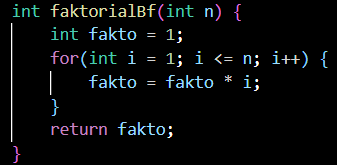 int faktorialBf(int n) {
    int fakto = 1;
    for(int i = 1; i <= n; i++) {
        fakto = fakto * i;
    }
    return fakto;
}